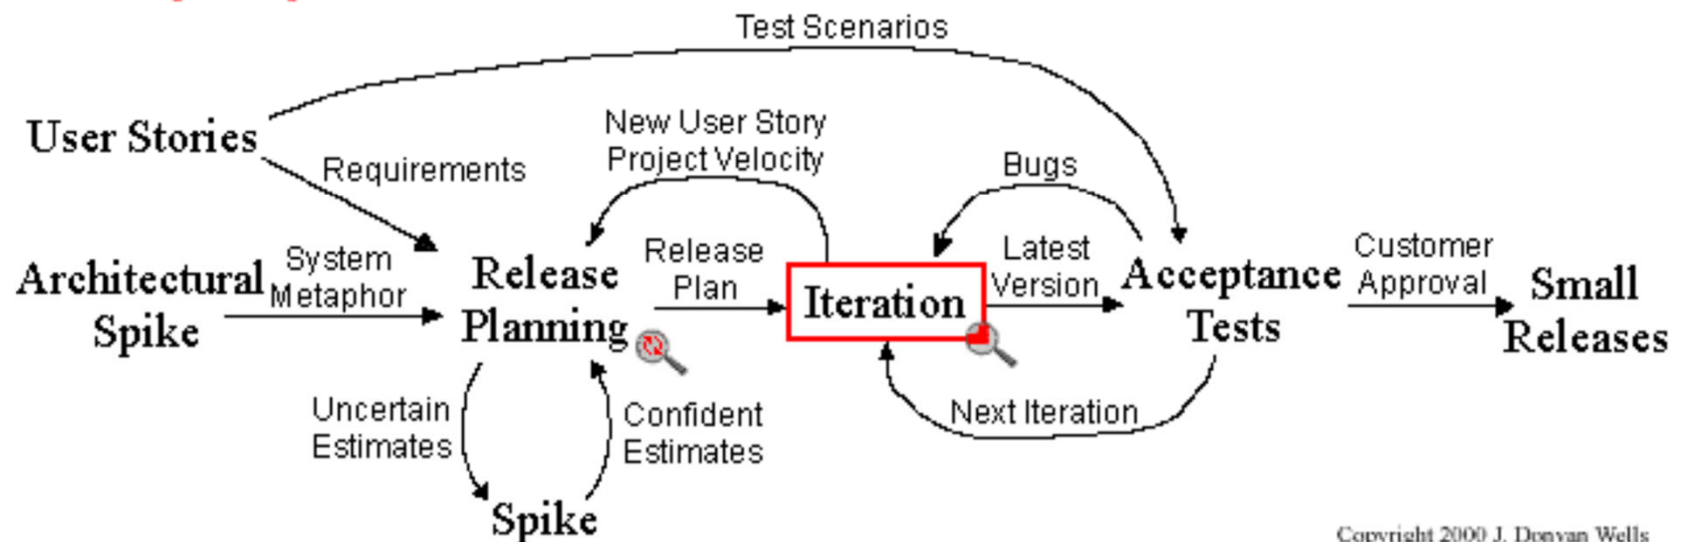 Test Scenarios
User Stories
Requirements
New User Story
Project Velocity
Bugs
Architectural
Spike
System
Metaphor
Release
Planning
Release
Plan
Iteration
Latest
Version
Acceptance
Tests
Customer
Approval
Small
Releases
Uncertain
Estimates
Confident
Estimates
Next Iteration
Spike
Copyright 2000 J. Donvan Wells